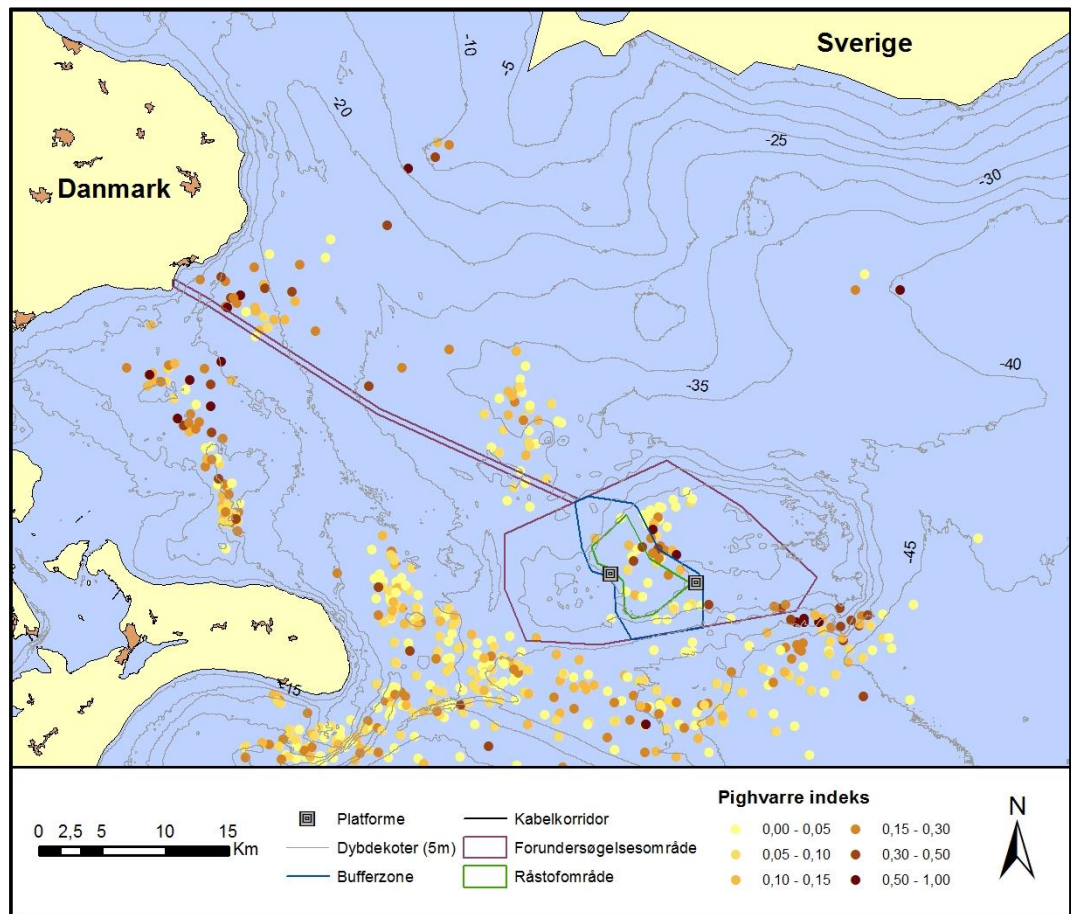 Sverige
-10
-5
-20
-25
-30
Danmark
-35
-40
-45
-15
Pighvarre indeks
N
0 2,5 5 10 15
Km
Platforme
Dybdekoter (5m)
Bufferzone
Kabelkorridor
Forundersøgelsesområde
Råstofområde
0,00 - 0,05
0,05 - 0,10
0,10 - 0,15
0,15 - 0,30
0,30 - 0,50
0,50 - 1,00